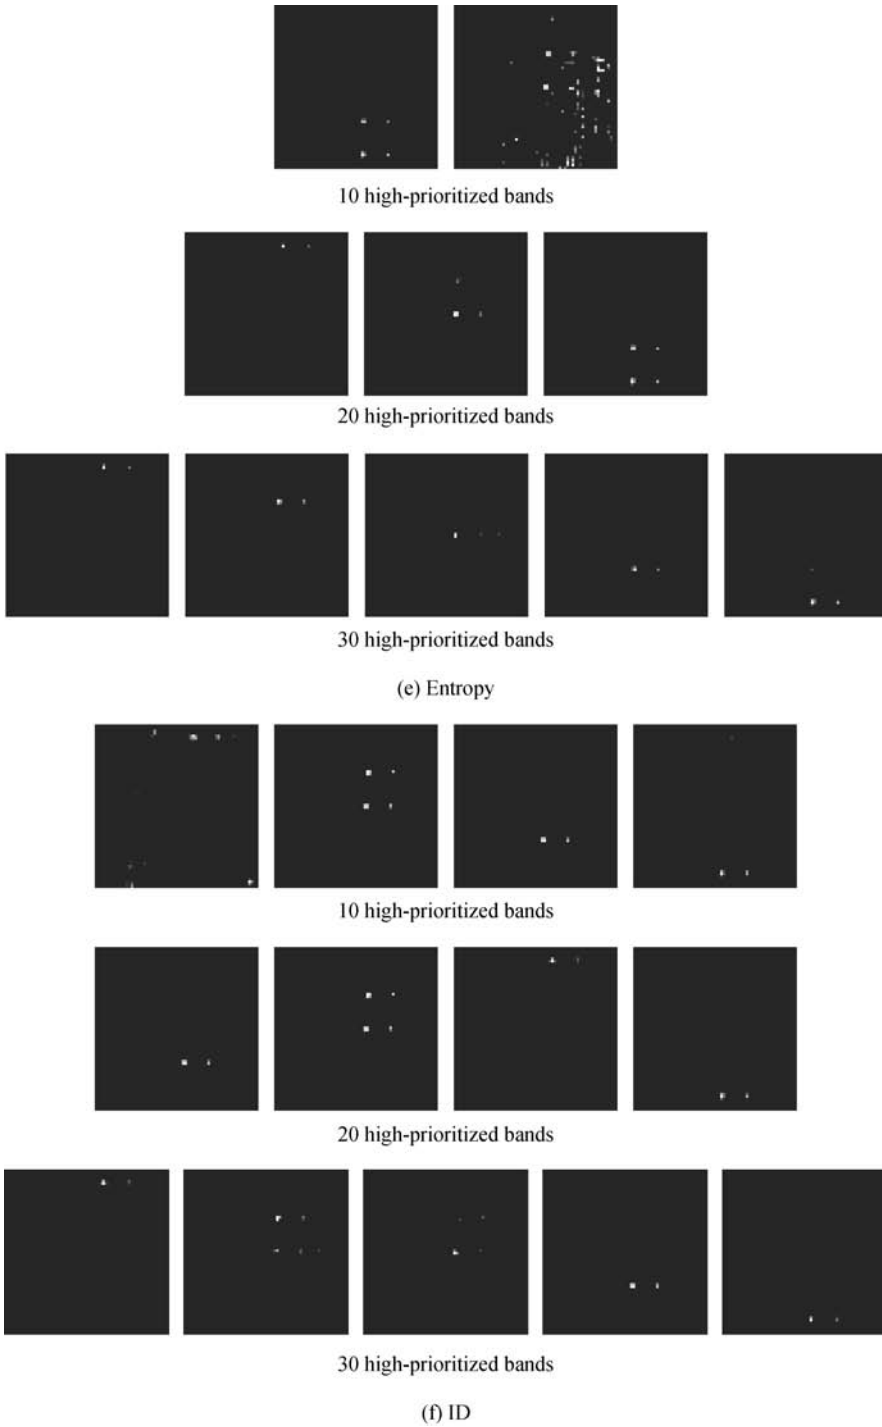 10 high-prioritized bands
20 high-prioritized bands
30 high-prioritized bands
(e) Entropy
10 high-prioritized bands
20 high-prioritized bands
30 high-prioritized bands
(f) ID